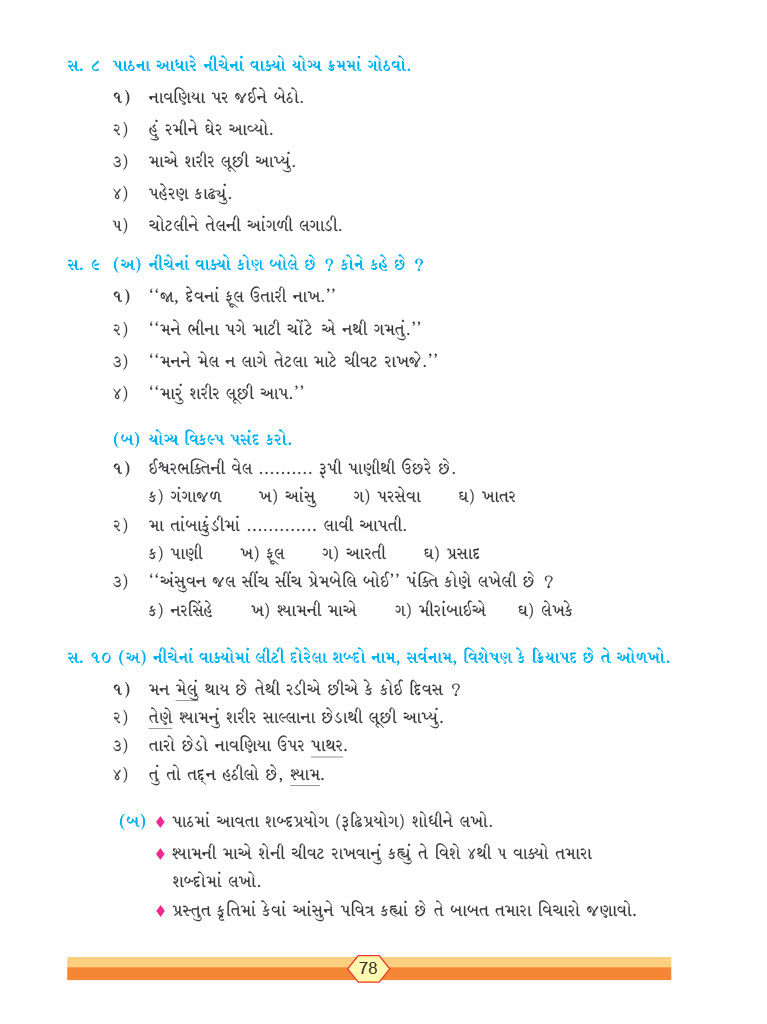 સ. ૮ પાઠના આધારે નીચેનાં વાક્યો યોગ્ય ક્રમમાં ગોઠવો.
૧) નાવણિયા પર જઈને બેઠો.
૨) હું રમીને ઘેર આવ્યો.
૩) માએ શરીર લૂછી આપ્યું.
૪) પહેરણ કાઢ્યું.
૫) ચોટલીને તેલની આંગળી લગાડી.
સ. ૯ (અ) નીચેનાં વાક્યો કોણ બોલે છે ? કોને કહે છે ?
૧) ‘‘જા, દેવનાં ફૂલ ઉતારી નાખ.’’
૨) ‘‘મને ભીના પગે માટી ચોંટે એ નથી ગમતું.’’
૩) ‘‘મનને મેલ ન લાગે તેટલા માટે ચીવટ રાખજે.’’
૪) ‘‘મારું શરીર લૂછી આપ.’’
(બ) યોગ્ય વિકલ્પ પસંદ કરો.
૧) ઈશ્વરભક્તિની વેલ .......... રૂપી પાણીથી ઉછરે છે.
ક) ગંગાજળ ખ) આંસુ ગ) પરસેવા ઘ) ખાતર
૨) મા તાંબાકુંડીમાં ............. લાવી આપતી.
ક) પાણી ખ) ફૂલ ગ) આરતી ઘ) પ્રસાદ
૩) ‘‘અંસુવન જલ સીંચ સીંચ પ્રેમબેલિ બોઈ’’ પંક્તિ કોણે લખેલી છે ?
ક) નરસિંહે ખ) શ્યામની માએ ગ) મીરાંબાઈએ ઘ) લેખકે
સ. ૧૦ (અ) નીચેનાં વાક્યોમાં લીટી દોરેલા શબ્દો નામ, સર્વનામ, વિશેષણ કે ક્રિયાપદ છે તે ઓળખો.
૧) મન મેલું થાય છે તેથી રડીએ છીએ કે કોઈ દિવસ ?
૨) તેણે શ્યામનું શરીર સાલ્લાના છેડાથી લૂછી આપ્યું.
૩) તારો છેડો નાવણિયા ઉપર પાથર.
૪) તું તો તદ્દન હઠીલો છે, શ્યામ.
(બ) ♦ પાઠમાં આવતા શબ્દપ્રયોગ (રૂઢિપ્રયોગ) શોધીને લખો.
♦ શ્યામની માએ શેની ચીવટ રાખવાનું કહ્યું તે વિશે ૪થી ૫ વાક્યો તમારા
શબ્દોમાં લખો.
♦ પ્રસ્તુત કૃતિમાં કેવાં આંસુને પવિત્ર કહ્યાં છે તે બાબત તમારા વિચારો જણાવો.
78